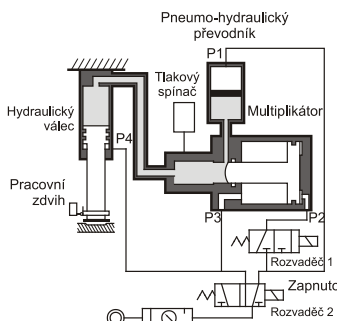 Pneumo-hydraulický
převodník
P1
Tlakový
spínač
Multiplikátor
Hydraulický
válec
P4
Pracovní
zdvih
P3
P2
Rozvaděč 1
Zapnuto
Rozvaděč 2